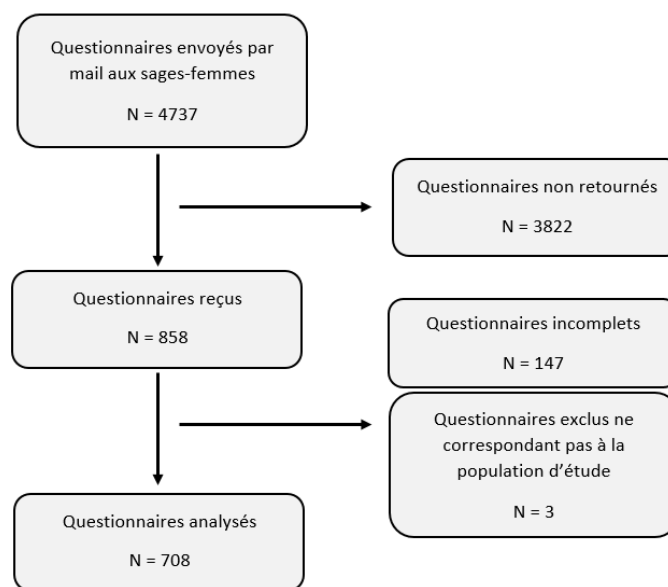 Questionnaires envoyés par
mail aux sages-femmes
N = 4737
Questionnaires non retournés
N = 3822
Questionnaires reçus
N = 858
Questionnaires incomplets
N = 147
Questionnaires exclus ne
correspondant pas à la
population d’étude
N = 3
Questionnaires analysés
N = 708